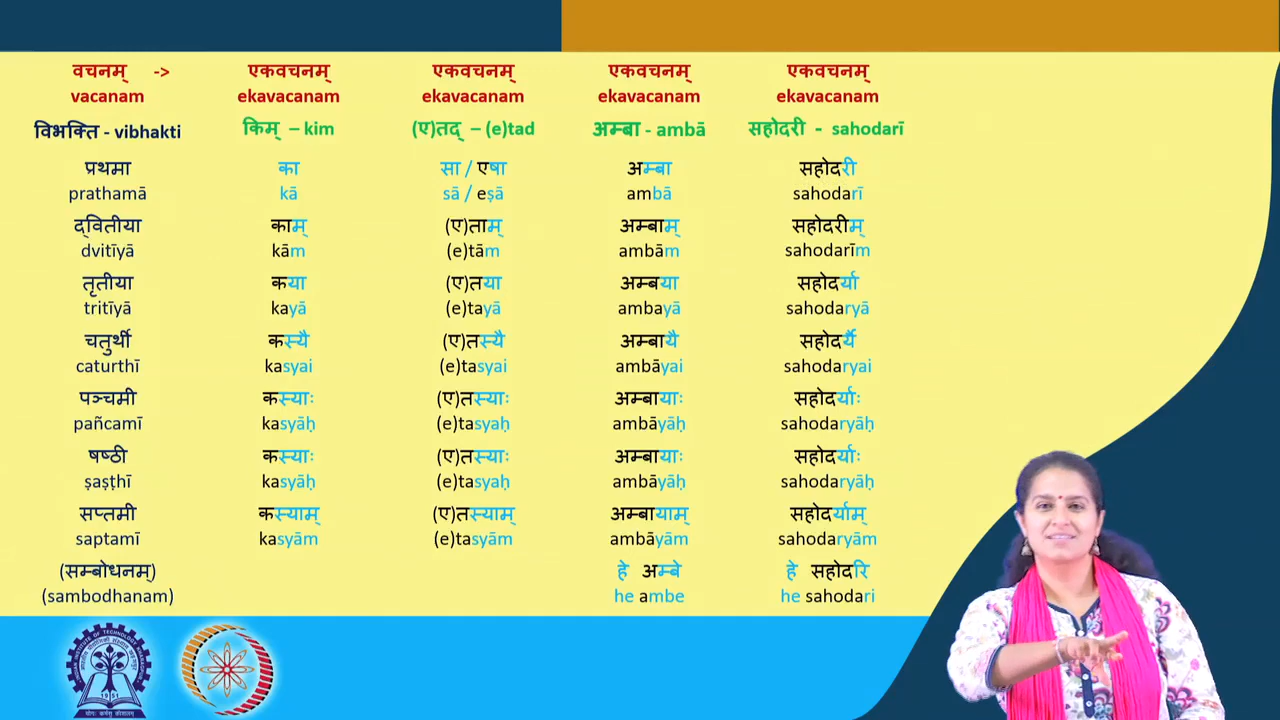 वचनम् -> एकवचनम् एकवचनम् एकवचनम् एकवचनम्
vacanam ekavacanam ekavacanam ekavacanam ekavacanam
विभक्ति - vibhakti किम् – kim (ए)तद् – (e)tad अम्बा - ambā सहोदरी - sahodarī
प्रथमा का सा / एषा अम्बा सहोदरी
prathamā kā sā / eṣā ambā sahodarī
द्वितीया काम् (ए)ताम् अम्बाम् सहोदरीम्
dvitīyā kām (e)tām ambām sahodarīm
तृतीया कया (ए)तया अम्बया सहोदर्या
tritīyā kayā (e)tayā ambayā sahodaryā
चतुर्थी कस्यै (ए)तस्यै अम्बायै सहोदर्यै
caturthī kasyai (e)tasyai ambāyai sahodaryai
पञ्चमी कस्याः (ए)तस्याः अम्बायाः सहोदर्याः
pañcamī kasyāḥ (e)tasyaḥ ambāyāḥ sahodaryāḥ
षष्ठी कस्याः (ए)तस्याः अम्बायाः सहोदर्याः
ṣaṣṭhī kasyāḥ (e)tasyaḥ ambāyāḥ sahodaryāḥ
सप्तमी कस्याम् (ए)तस्याम् अम्बायाम् सहोदर्याम्
saptamī kasyām (e)tasyām ambāyām sahodaryām
(सम्बोधनम्) हे अम्बे हे सहोदरि
(sambodhanam) he ambe he sahodari
1951
योगः कर्मसु कौशलम्